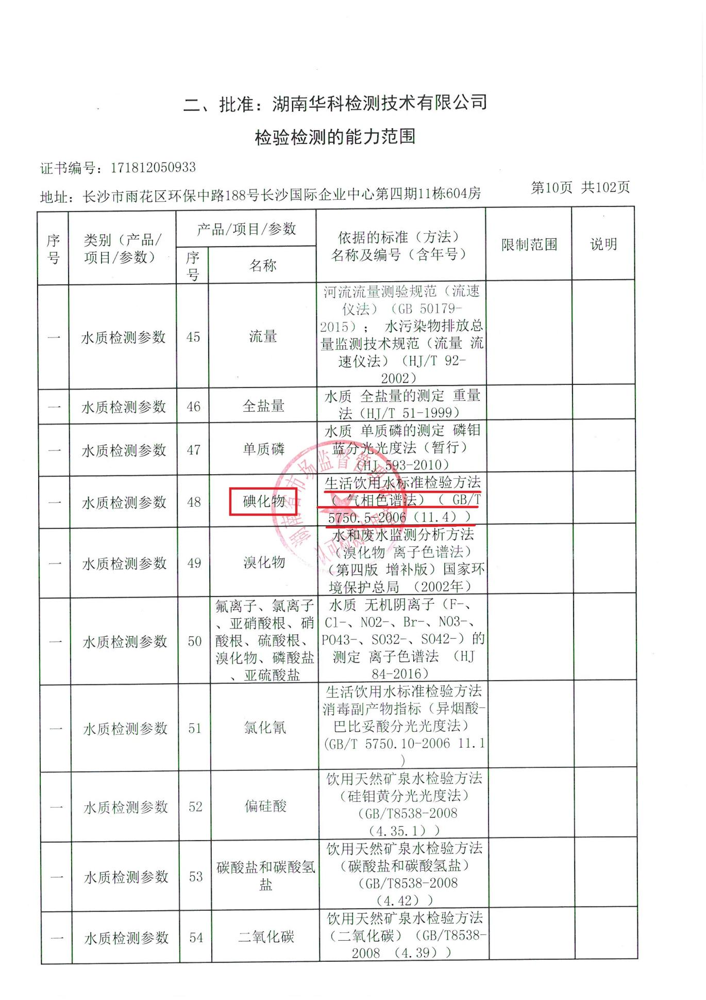 二、批准：湖南华科检测技术有限公司
检验检测的能力范围
证书编号：171812050933
地址：长沙市雨花区环保中路188号长沙国际企业中心第四期11栋604房
第10页 共102页
序号
类别（产品/
项目/参数）
产品/项目/参数
序号
名称
依据的标准（方法）
名称及编号（含年号）
限制范围
说明
一
水质检测参数
45
流量
河流流量测验规范（流速
仪法）（GB 50179-
2015）； 水污染物排放总
量监测技术规范（流量 流
速仪法）（HJ/T 92-
2002）
一
水质检测参数
46
全盐量
水质 全盐量的测定 重量
法（HJ/T 51-1999）
一
水质检测参数
47
单质磷
水质 单质磷的测定 磷钼
蓝分光光度法（暂行）
（HJ 593-2010）
一
水质检测参数
48
碘化物
生活饮用水标准检验方法
（ 气相色谱法）（ GB/T
5750.5-2006（11.4））
一
水质检测参数
49
溴化物
水和废水监测分析方法
（溴化物 离子色谱法）
（第四版 增补版）国家环
境保护总局 （2002年）
一
水质检测参数
50
氟离子、氯离子
、亚硝酸根、硝
酸根、硫酸根、
溴化物、磷酸盐
、亚硫酸盐
水质 无机阴离子（F-、
Cl-、NO2-、Br-、NO3-、
PO43-、SO32-、SO42-）的
测定 离子色谱法 （HJ
84-2016）
一
水质检测参数
51
氯化氰
生活饮用水标准检验方法
消毒副产物指标（异烟酸-
巴比妥酸分光光度法）
(GB/T 5750.10-2006 11.1
）
一
水质检测参数
52
偏硅酸
饮用天然矿泉水检验方法
（硅钼黄分光光度法）
（GB/T8538-2008
（4.35.1））
一
水质检测参数
53
碳酸盐和碳酸氢
盐
饮用天然矿泉水检验方法
（碳酸盐和碳酸氢盐）
（GB/T8538-2008
（4.42））
一
水质检测参数
54
二氧化碳
饮用天然矿泉水检验方法
（二氧化碳）（GB/T8538-
2008 （4.39））
湖南省市场监督管理局